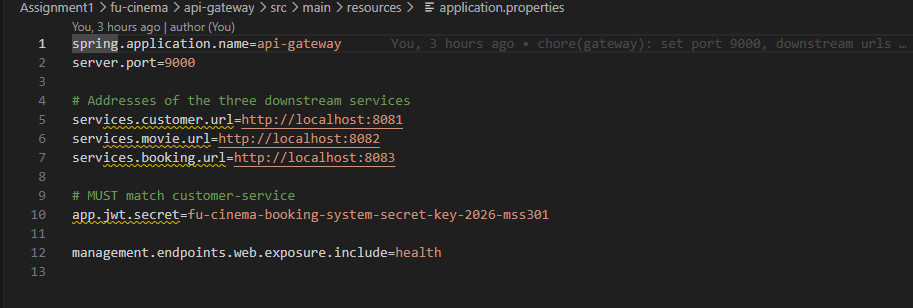 Assignment1 > fu-cinema > api-gateway > src > main > resources > application.properties
You, 3 hours ago | author (You)
1 spring.application.name=api-gateway You, 3 hours ago • chore(gateway): set port 9000, downstream urls …
2 server.port=9000
3
4 # Addresses of the three downstream services
5 services.customer.url=http://localhost:8081
6 services.movie.url=http://localhost:8082
7 services.booking.url=http://localhost:8083
8
9 # MUST match customer-service
10 app.jwt.secret=fu-cinema-booking-system-secret-key-2026-mss301
11
12 management.endpoints.web.exposure.include=health
13